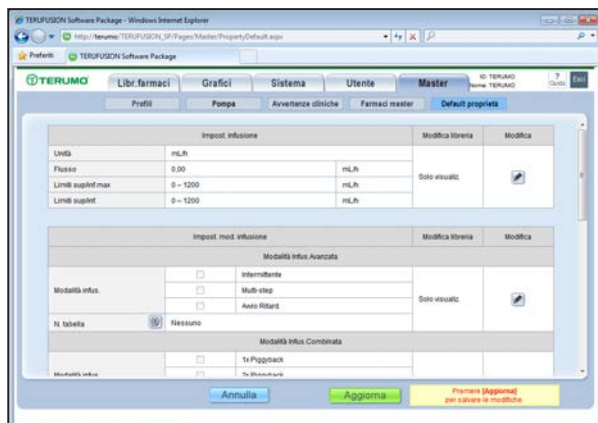 TERUFUSION Software Package - Windows Internet Explorer
http://terumo/TERUFUSION_SP/Pages/Master/PropertyDefault.aspx
Preferiti TERUFUSION Software Package
TERUMO Libr.farmaci Grafici Sistema Utente Master ID: TERUMO ? Esci
Nome: TERUMO Guida
Profili Pompa Avvertenze cliniche Farmaci master Default proprietà
Impost. infusione Modifica libreria Modifica
Unità mL/h
Flusso 0,00 mL/h
Solo visualiz.
Limiti sup/inf.max 0 – 1200 mL/h
Limiti sup/inf. 0 – 1200 mL/h
Impost. mod. infusione Modifica libreria Modifica
Modalità Infus.Avanzata
Intermittente
Modalità infus. Multi-step
Solo visualiz.
Avvio Ritard.
N. tabella Nessuno
Modalità Infus.Combinata
1x Piggyback
Modalità infus. 2x Piggyback
Annulla Aggiorna Premere [Aggiorna]
per salvare le modifiche.